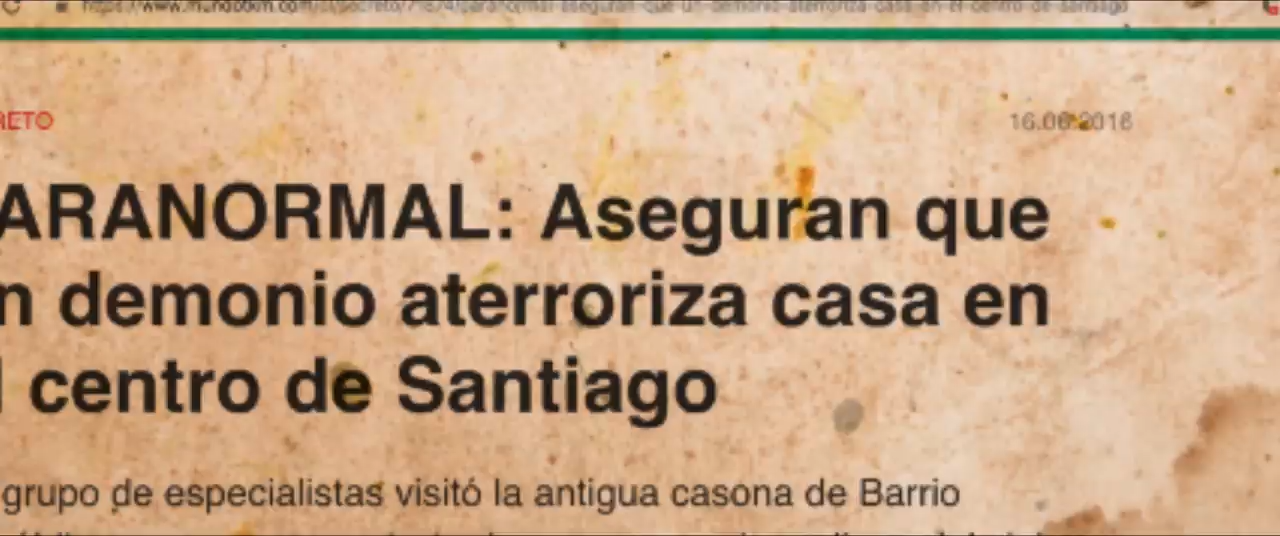 RETO
16.06.2016
ARANORMAL: Aseguran que
n demonio aterroriza casa en
l centro de Santiago
grupo de especialistas visitó la antigua casona de Barrio